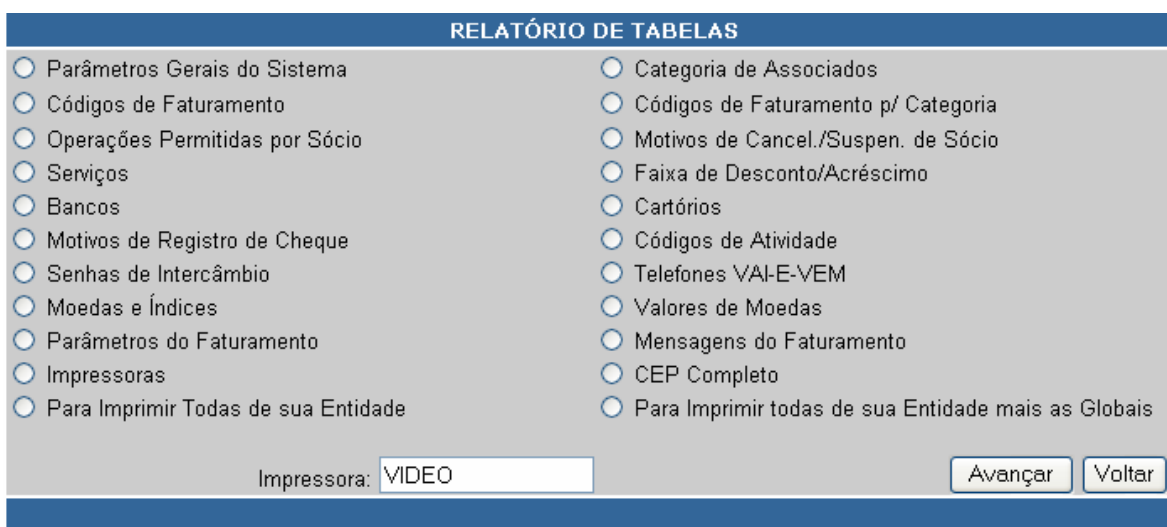 RELATÓRIO DE TABELAS
Parâmetros Gerais do Sistema Categoria de Associados
Códigos de Faturamento Códigos de Faturamento p/ Categoria
Operações Permitidas por Sócio Motivos de Cancel./Suspen. de Sócio
Serviços Faixa de Desconto/Acréscimo
Bancos Cartórios
Motivos de Registro de Cheque Códigos de Atividade
Senhas de Intercâmbio Telefones VAI-E-VEM
Moedas e Índices Valores de Moedas
Parâmetros do Faturamento Mensagens do Faturamento
Impressoras CEP Completo
Para Imprimir Todas de sua Entidade Para Imprimir todas de sua Entidade mais as Globais
Impressora: VIDEO Avançar Voltar